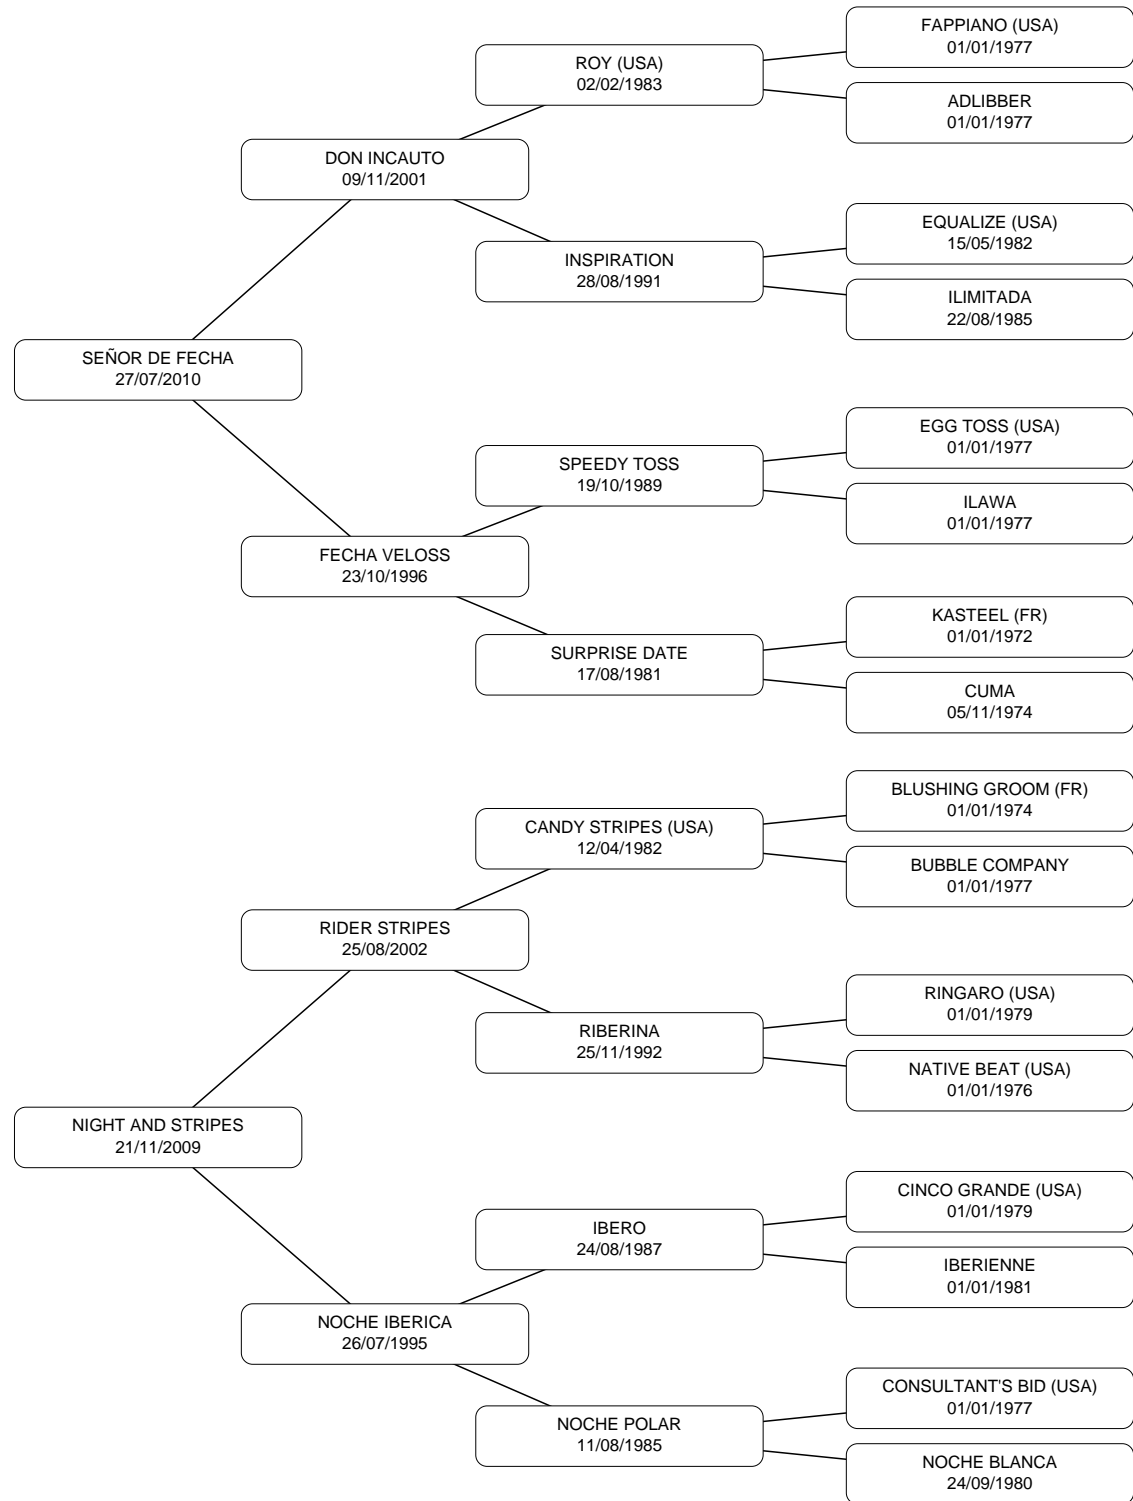 FAPPIANO (USA)
01/01/1977
ROY (USA)
02/02/1983
ADLIBBER
01/01/1977
DON INCAUTO
09/11/2001
EQUALIZE (USA)
15/05/1982
INSPIRATION
28/08/1991
ILIMITADA
22/08/1985
SEÑOR DE FECHA
27/07/2010
EGG TOSS (USA)
01/01/1977
SPEEDY TOSS
19/10/1989
ILAWA
01/01/1977
FECHA VELOSS
23/10/1996
KASTEEL (FR)
01/01/1972
SURPRISE DATE
17/08/1981
CUMA
05/11/1974
BLUSHING GROOM (FR)
01/01/1974
CANDY STRIPES (USA)
12/04/1982
BUBBLE COMPANY
01/01/1977
RIDER STRIPES
25/08/2002
RINGARO (USA)
01/01/1979
RIBERINA
25/11/1992
NATIVE BEAT (USA)
01/01/1976
NIGHT AND STRIPES
21/11/2009
CINCO GRANDE (USA)
01/01/1979
IBERO
24/08/1987
IBERIENNE
01/01/1981
NOCHE IBERICA
26/07/1995
CONSULTANT'S BID (USA)
01/01/1977
NOCHE POLAR
11/08/1985
NOCHE BLANCA
24/09/1980